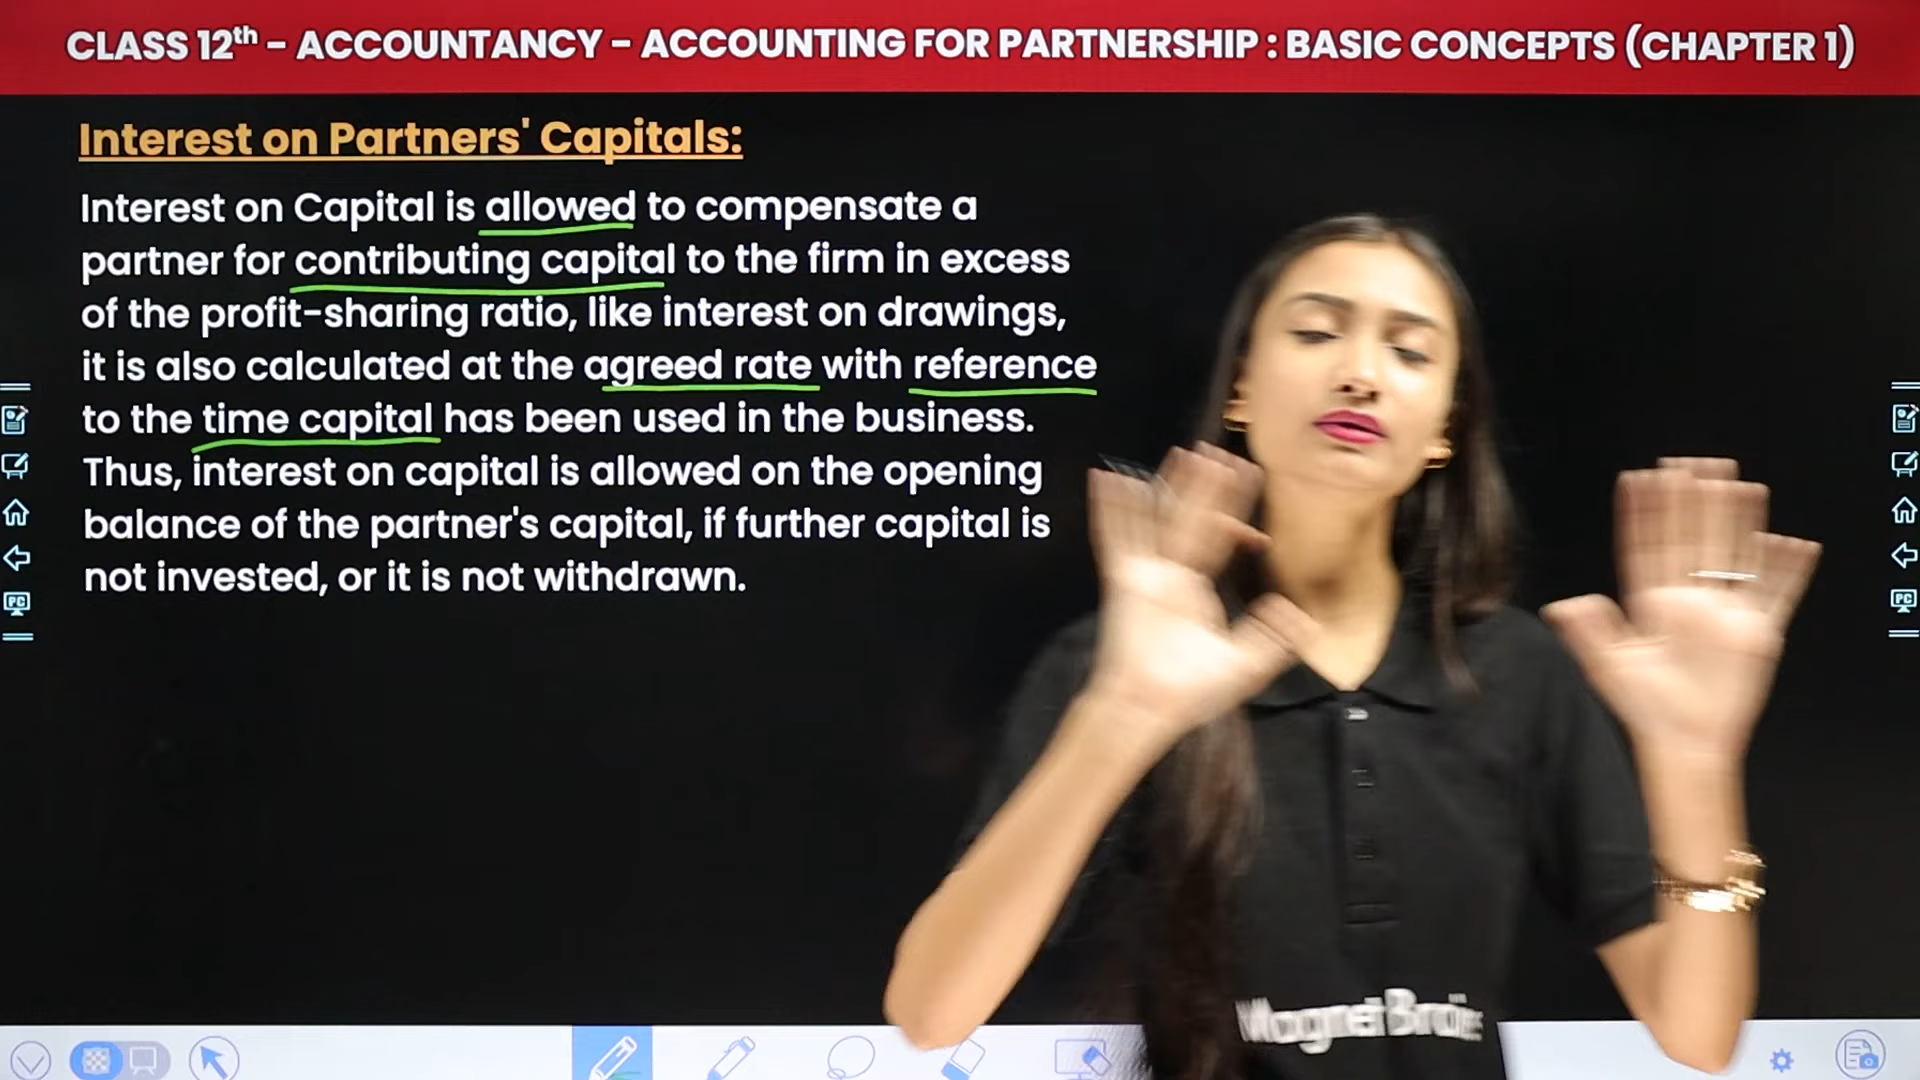 CLASS 12th - ACCOUNTANCY - ACCOUNTING FOR PARTNERSHIP : BASIC CONCEPTS (CHAPTER 1)
Interest on Partners' Capitals:
Interest on Capital is allowed to compensate a
partner for contributing capital to the firm in excess
of the profit-sharing ratio, like interest on drawings,
it is also calculated at the agreed rate with reference
to the time capital has been used in the business.
Thus, interest on capital is allowed on the opening
balance of the partner's capital, if further capital is
not invested, or it is not withdrawn.
PC
PC
Magnet Brains